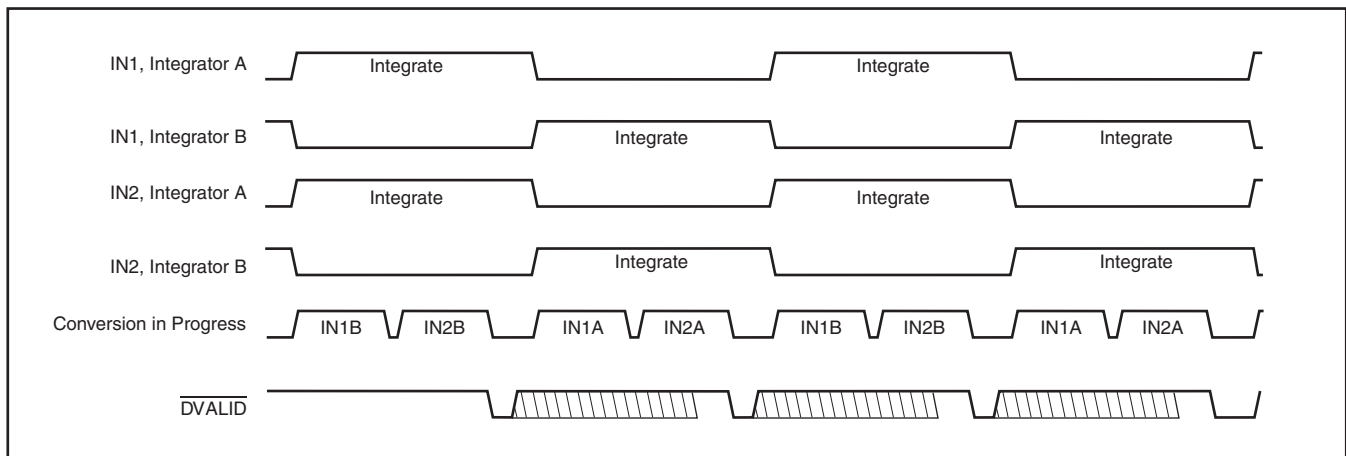 IN1, Integrator A
Integrate
Integrate
IN1, Integrator B
Integrate
Integrate
IN2, Integrator A
Integrate
Integrate
IN2, Integrator B
Integrate
Integrate
Conversion in Progress
IN1B
IN2B
IN1A
IN2A
IN1B
IN2B
IN1A
IN2A
DVALID